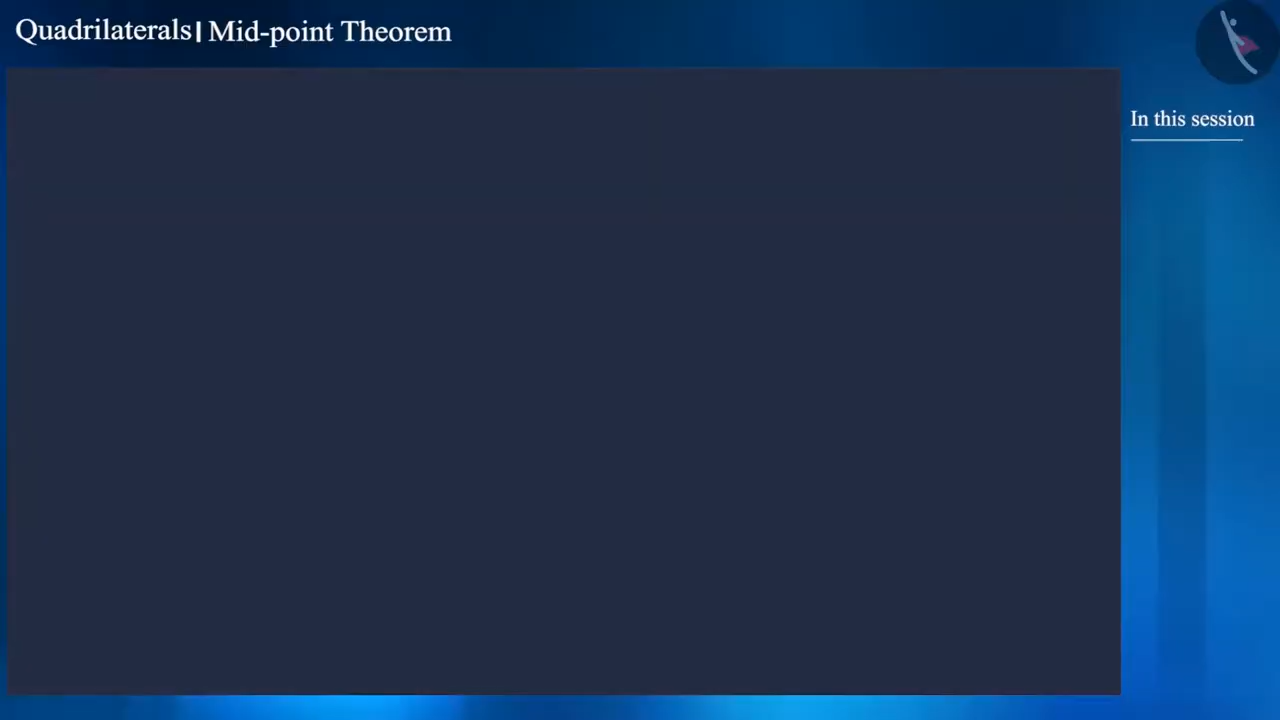 Quadrilaterals | Mid-point Theorem
In this session